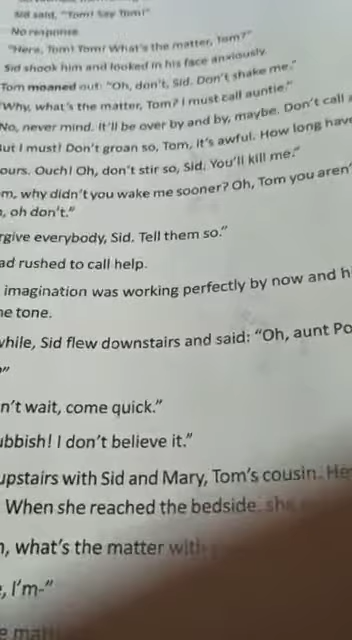 Sid said, "Tom! Say Tom!"
No response.
"Here, Tom! Tom! What's the matter, Tom?"
Sid shook him and looked in his face anxiously.
Tom moaned out: "Oh, don't, Sid. Don't shake me."
Why, what's the matter, Tom? I must call auntie."
No, never mind. It'll be over by and by, maybe. Don't call a
But I must! Don't groan so, Tom, it's awful. How long have
ours. Ouch! Oh, don't stir so, Sid. You'll kill me."
m, why didn't you wake me sooner? Oh, Tom you aren'
, oh don't."
rgive everybody, Sid. Tell them so."
ad rushed to call help.
imagination was working perfectly by now and h
ne tone.
while, Sid flew downstairs and said: "Oh, aunt Po
"
n't wait, come quick."
ubbish! I don't believe it."
upstairs with Sid and Mary, Tom's cousin. He
When she reached the bedside, she
n, what's the matter with
, I'm-"